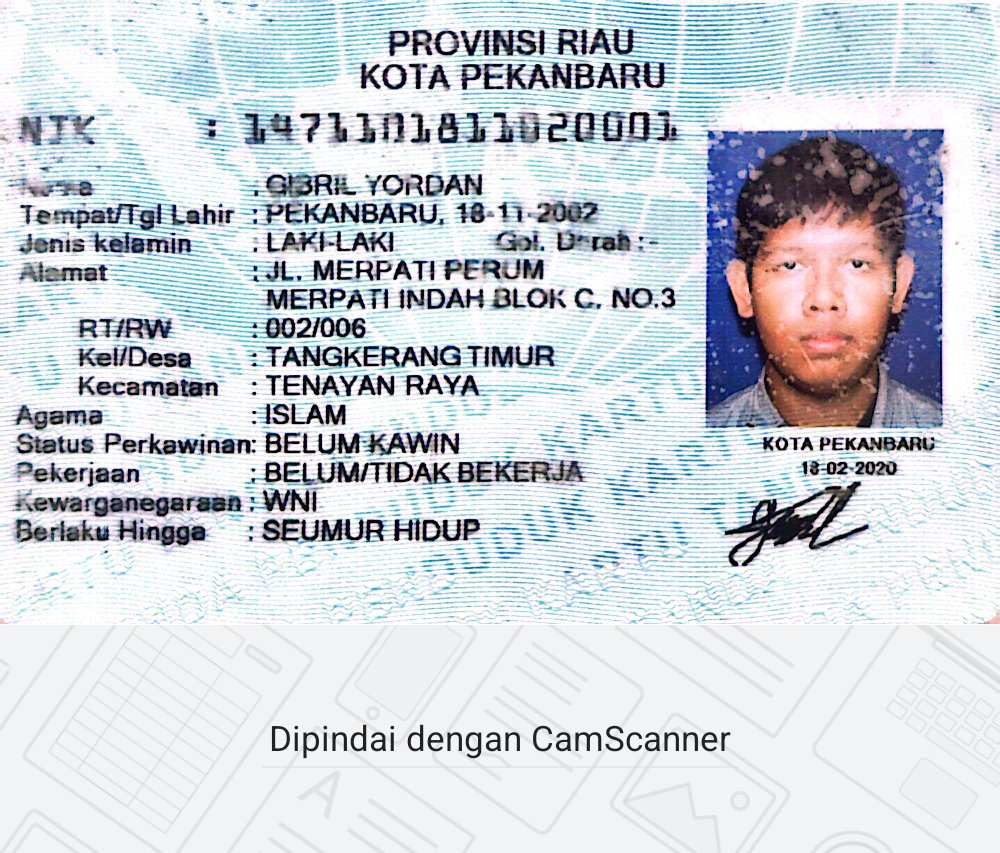 PROVINSI RIAU
KOTA PEKANBARU
NIK : 1471101811020001
Nama : GIBRIL YORDAN
Tempat/Tgl Lahir : PEKANBARU, 18-11-2002
Jenis kelamin : LAKI-LAKI Gol. Darah : -
Alamat : JL. MERPATI PERUM
MERPATI INDAH BLOK C. NO.3
RT/RW : 002/006
Kel/Desa : TANGKERANG TIMUR
Kecamatan : TENAYAN RAYA
Agama : ISLAM
Status Perkawinan: BELUM KAWIN
Pekerjaan : BELUM/TIDAK BEKERJA
Kewarganegaraan : WNI
Berlaku Hingga : SEUMUR HIDUP
KOTA PEKANBARU
18-02-2020
Dipindai dengan CamScanner